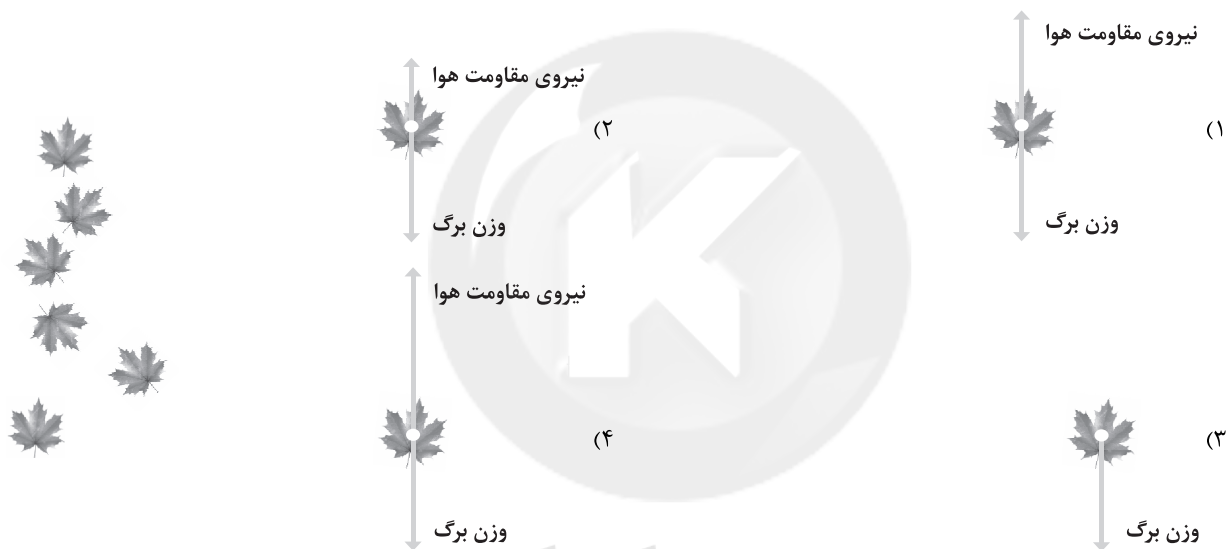 ۱) نیروی مقاومت هوا
وزن برگ
۲) نیروی مقاومت هوا
وزن برگ
۳) وزن برگ
۴) نیروی مقاومت هوا
وزن برگ